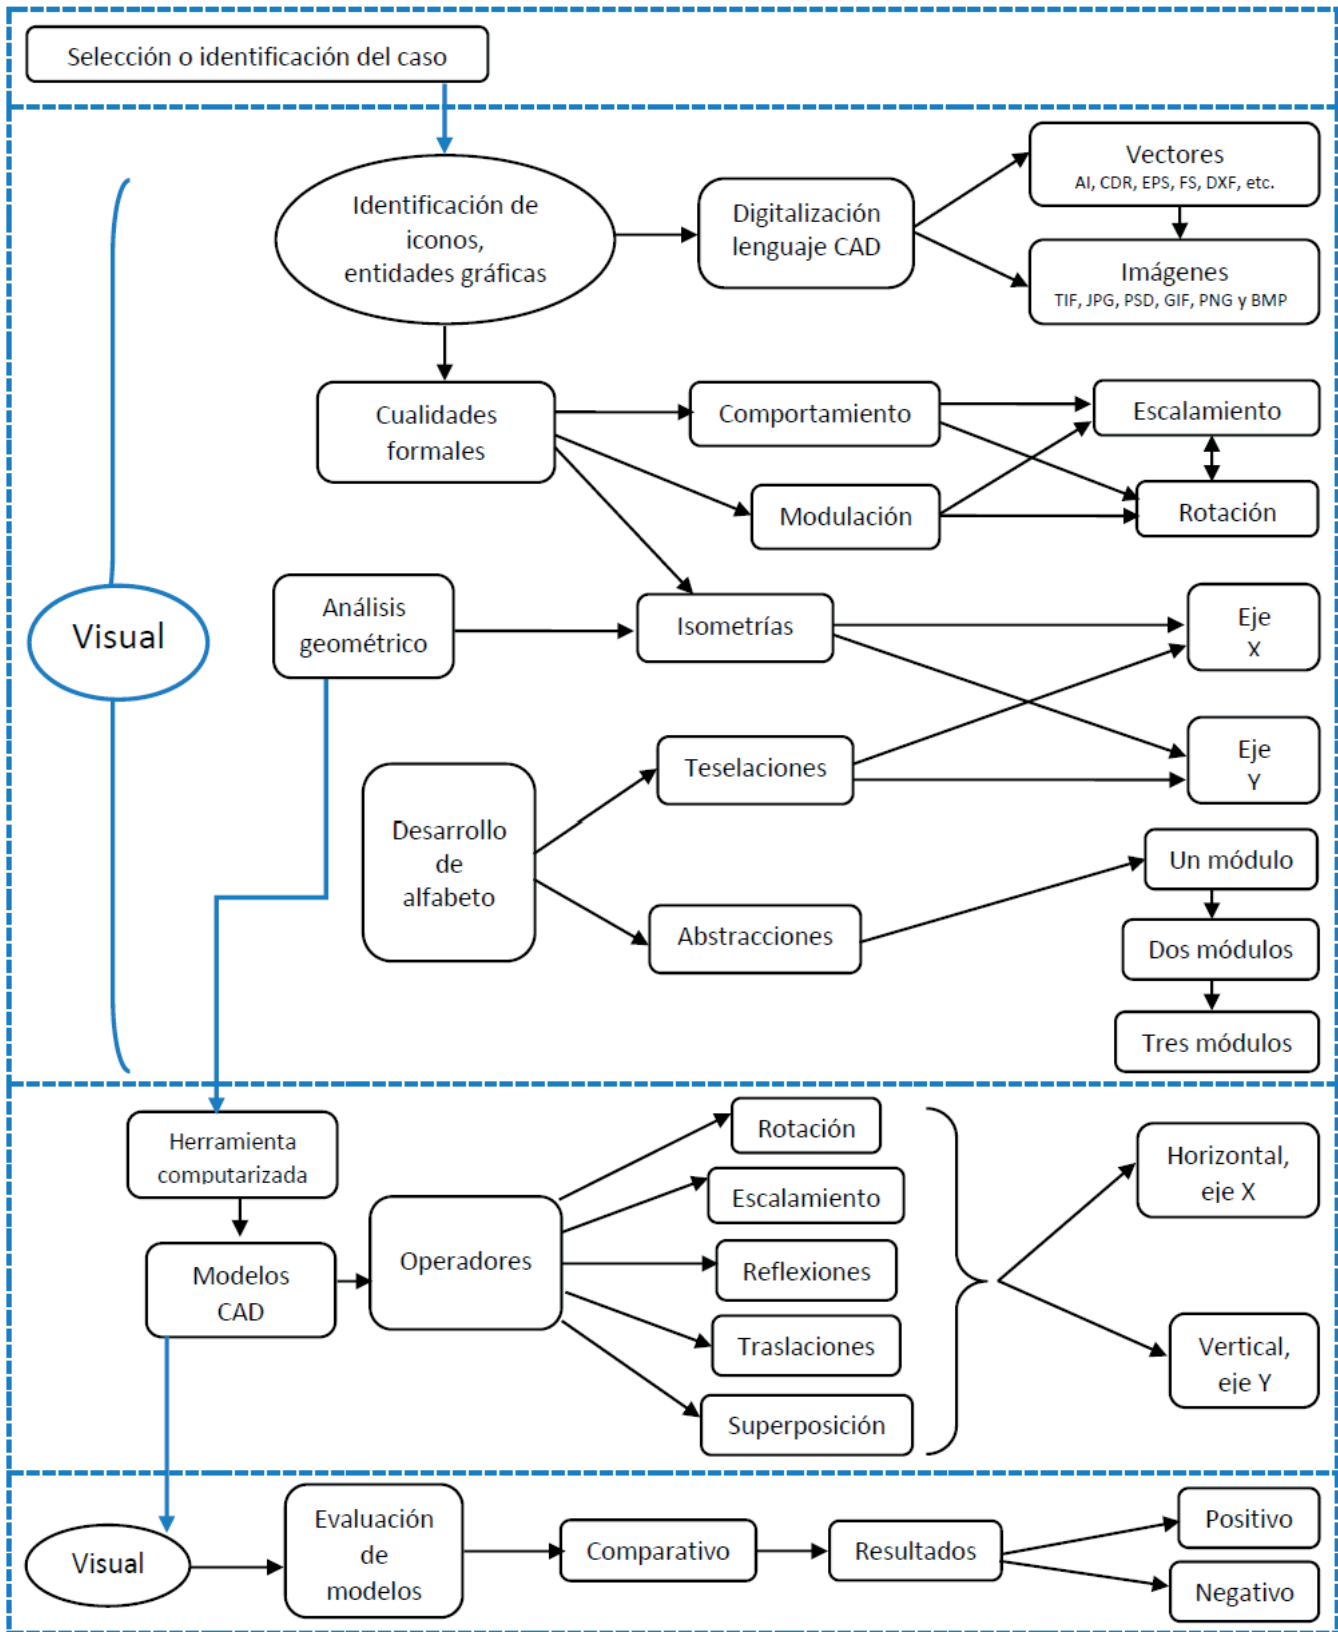 Selección o identificación del caso
Identificación de
iconos,
entidades gráficas
Digitalización
lenguaje CAD
Vectores
AI, CDR, EPS, FS, DXF, etc.
Imágenes
TIF, JPG, PSD, GIF, PNG y BMP
Cualidades
formales
Comportamiento
Escalamiento
Modulación
Rotación
Visual
Análisis
geométrico
Isometrías
Eje
X
Teselaciones
Eje
Y
Desarrollo
de
alfabeto
Abstracciones
Un módulo
Dos módulos
Tres módulos
Herramienta
computarizada
Modelos
CAD
Operadores
Rotación
Escalamiento
Reflexiones
Traslaciones
Superposición
Horizontal,
eje X
Vertical,
eje Y
Visual
Evaluación
de
modelos
Comparativo
Resultados
Positivo
Negativo